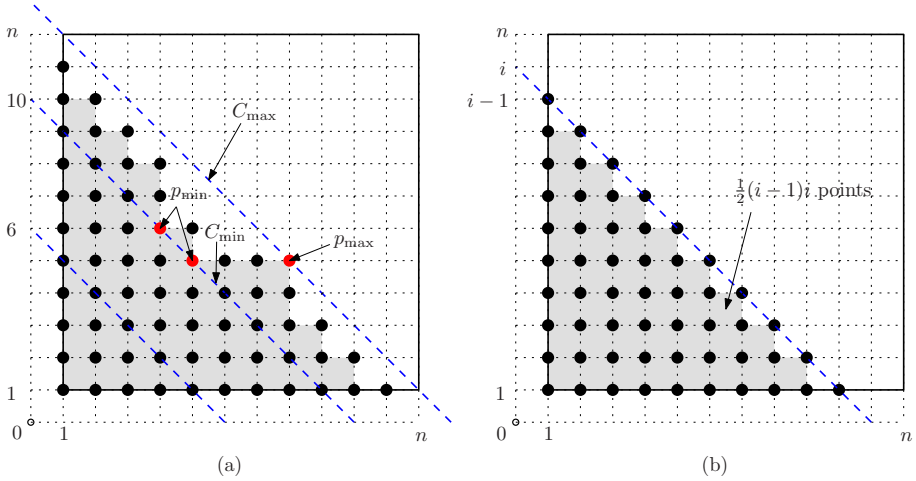 n
10
6
1
0
1
n
C_max
p_min
C_min
p_max
(a)
n
i
i − 1
1
0
1
n
½(i − 1)i points
(b)